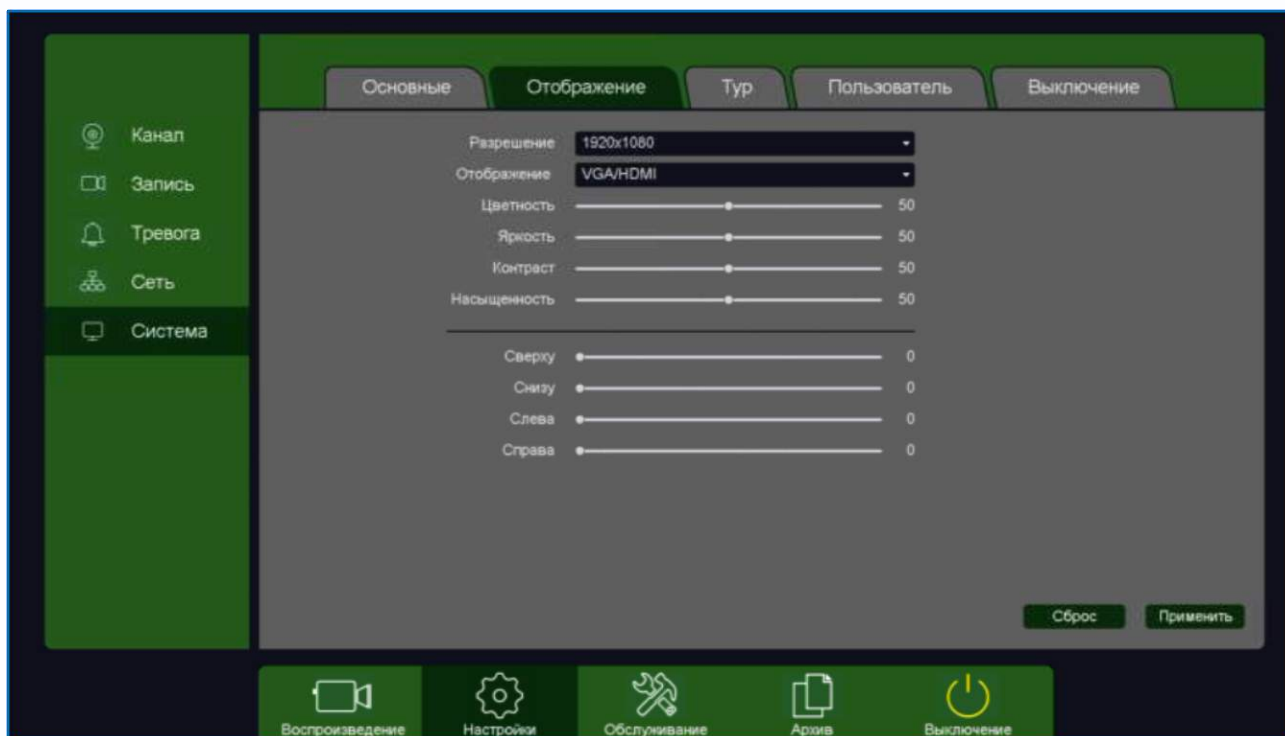 Основные Отображение Тур Пользователь Выключение
Канал
Запись
Тревога
Сеть
Система
Разрешение 1920x1080
Отображение VGA/HDMI
Цветность 50
Яркость 50
Контраст 50
Насыщенность 50
Сверху 0
Снизу 0
Слева 0
Справа 0
Сброс Применить
Воспроизведение Настройки Обслуживание Архив Выключение